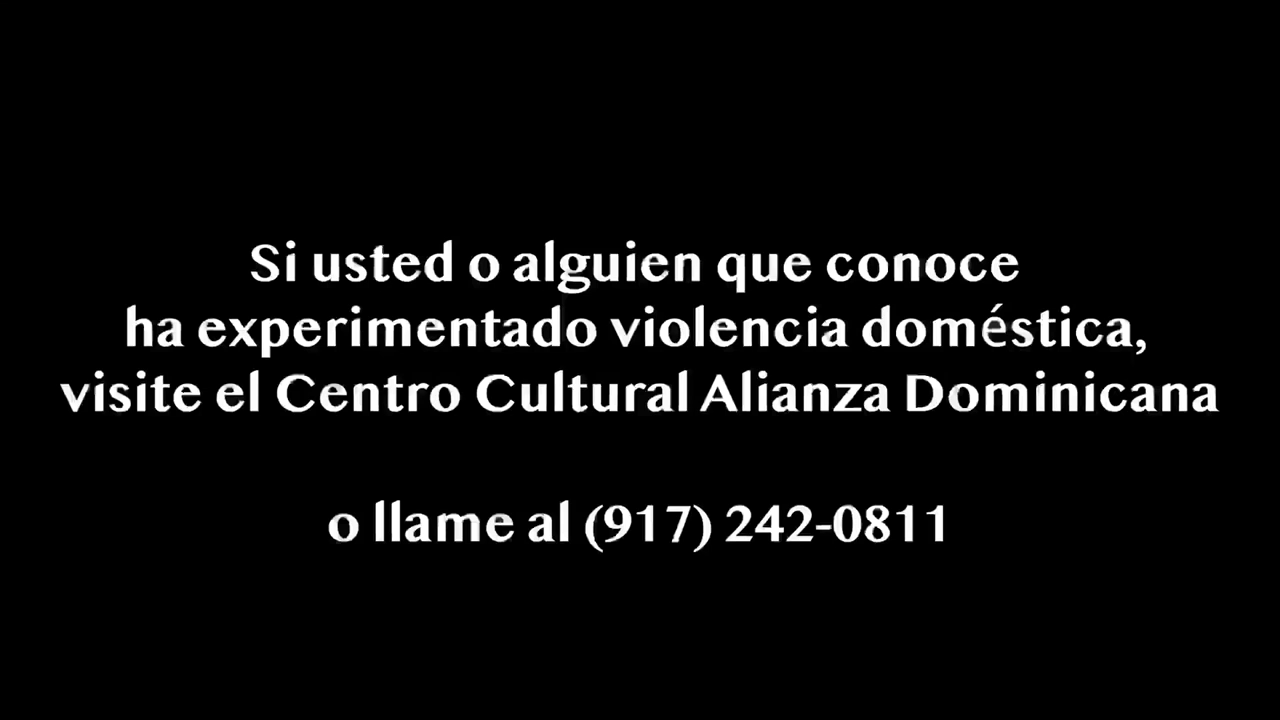 Si usted o alguien que conoce
ha experimentado violencia doméstica,
visite el Centro Cultural Alianza Dominicana
o llame al (917) 242-0811